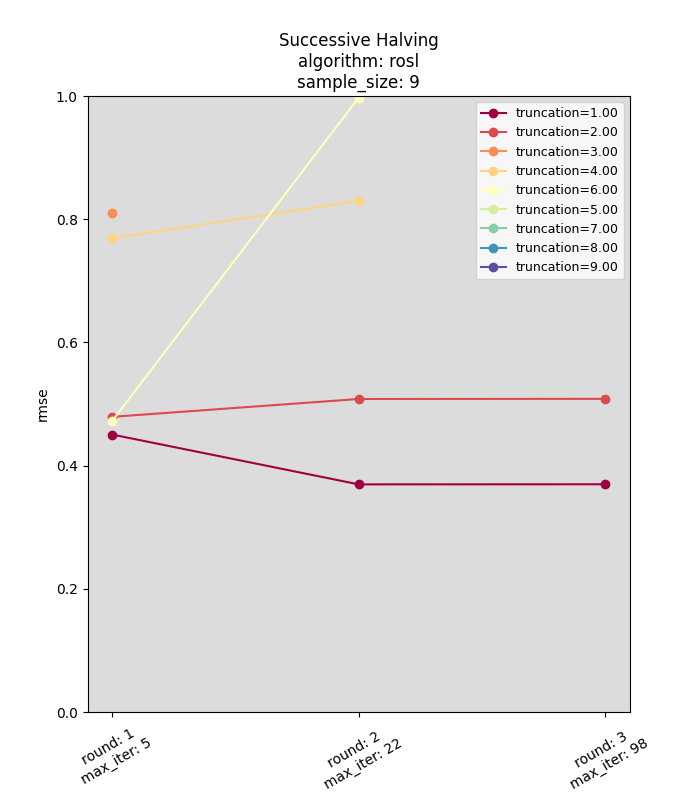 Successive Halving
algorithm: rosl
sample_size: 9
1.0
0.8
0.6
0.4
0.2
0.0
rmse
truncation=1.00
truncation=2.00
truncation=3.00
truncation=4.00
truncation=6.00
truncation=5.00
truncation=7.00
truncation=8.00
truncation=9.00
round: 1
max_iter: 5
round: 2
max_iter: 22
round: 3
max_iter: 98